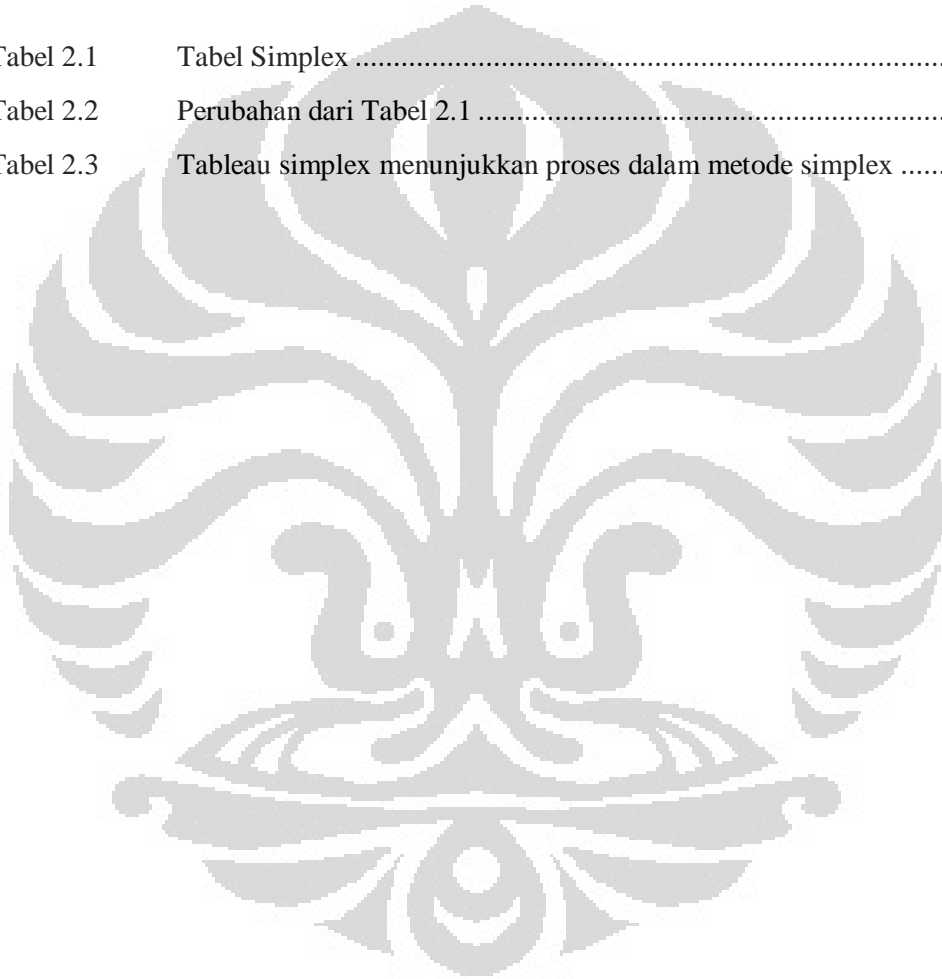 Tabel 2.1 Tabel Simplex ................................................................................
Tabel 2.2 Perubahan dari Tabel 2.1 ...............................................................
Tabel 2.3 Tableau simplex menunjukkan proses dalam metode simplex ......